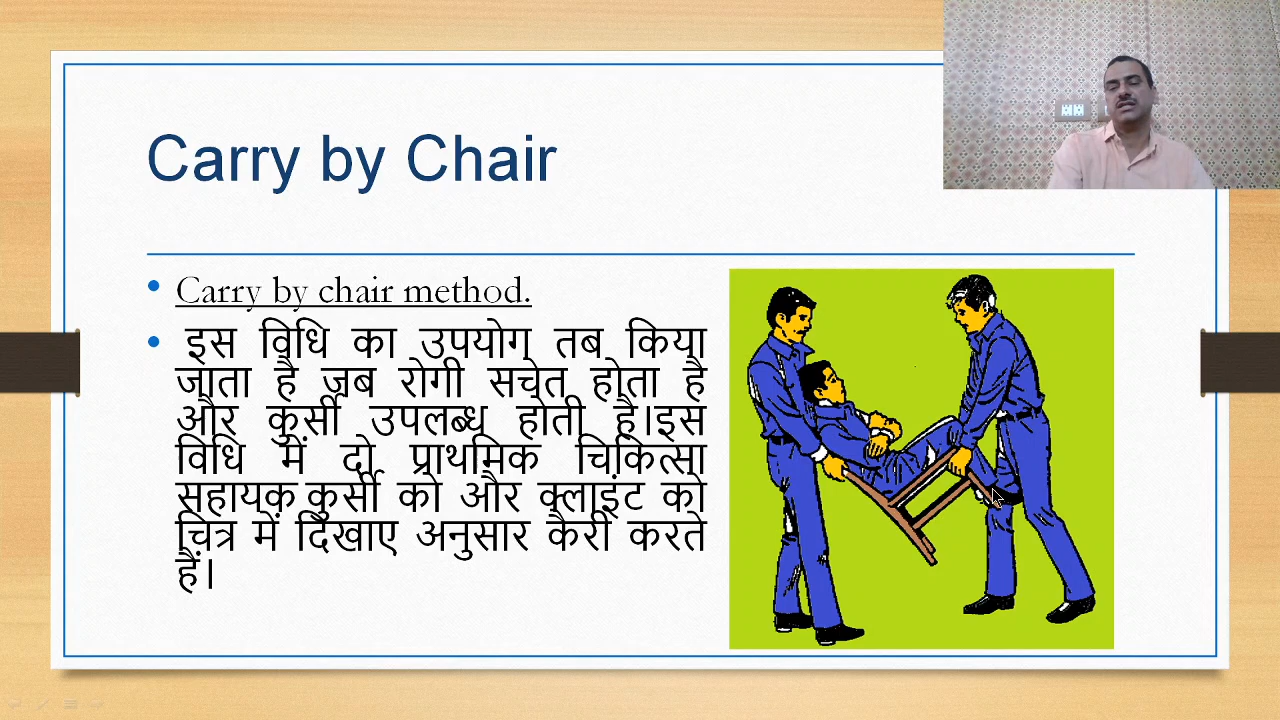 Carry by Chair
Carry by chair method.
इस विधि का उपयोग तब किया
जाता है जब रोगी सचेत होता है
और कुर्सी उपलब्ध होती है।इस
विधि में दो प्राथमिक चिकित्सा
सहायक कुर्सी को और क्लाइंट को
चित्र में दिखाए अनुसार कैरी करते
हैं।